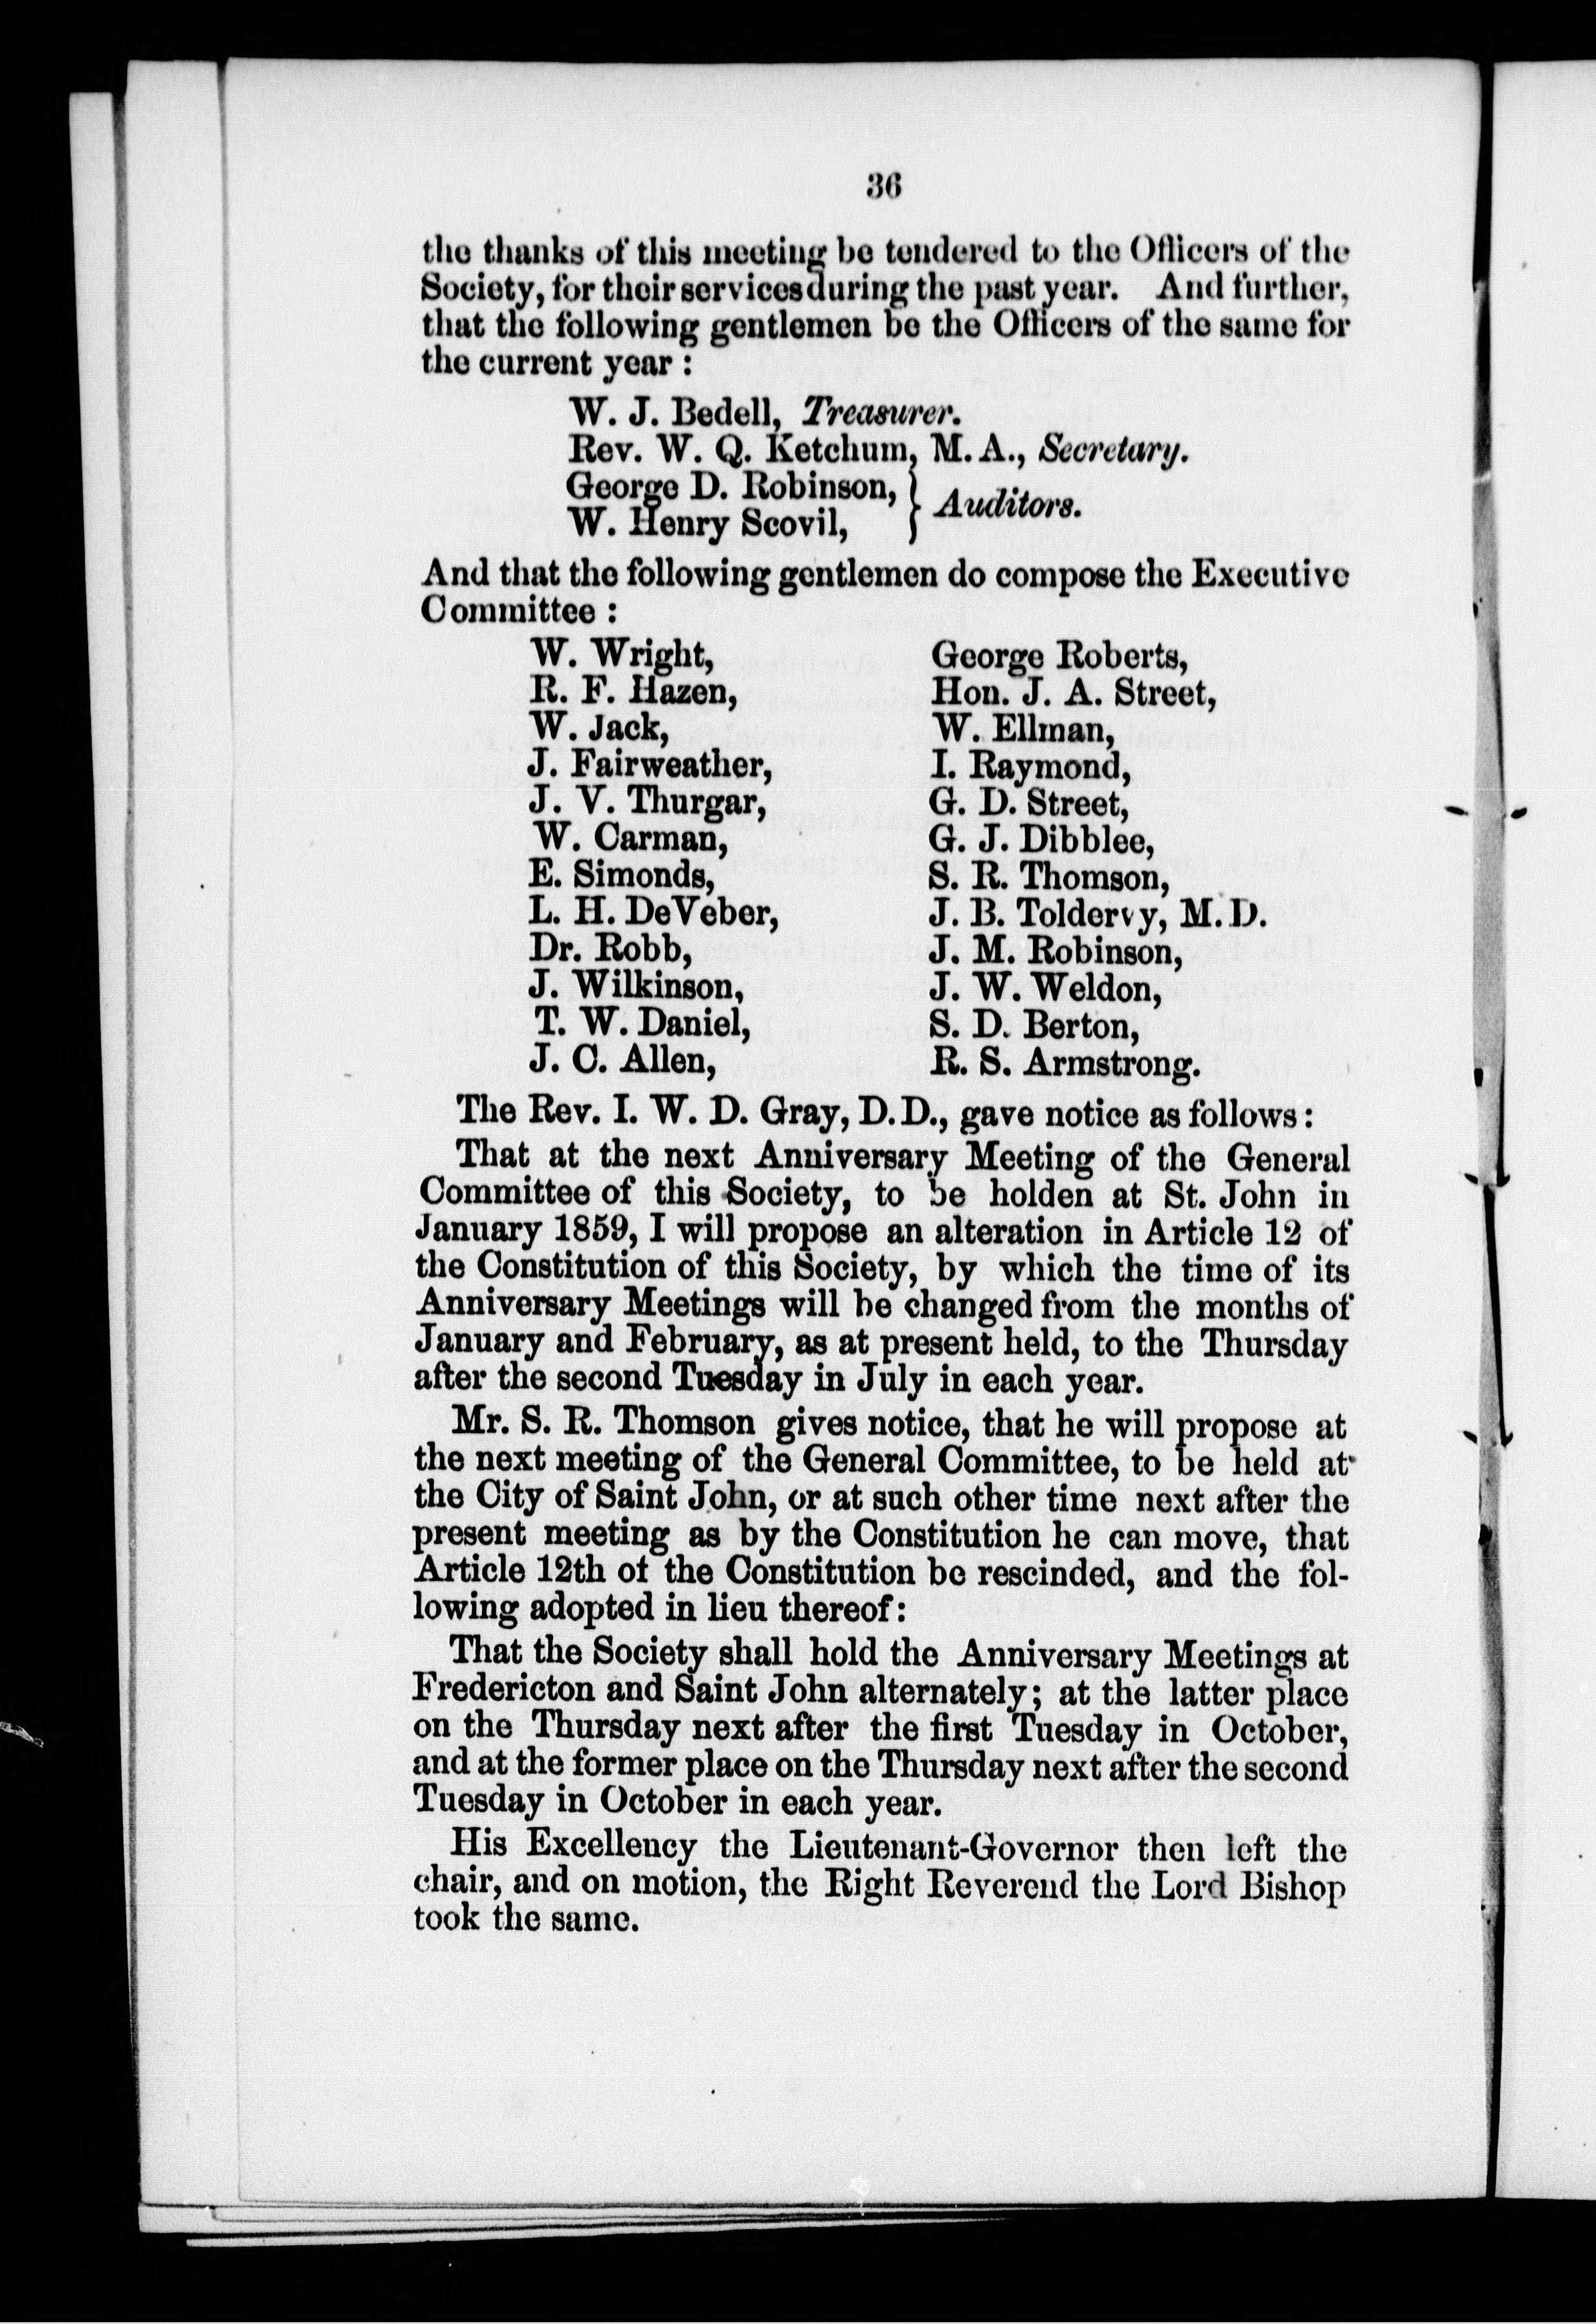 36
the thanks of this meeting be tendered to the Officers of the
Society, for their services during the past year. And further,
that the following gentlemen be the Officers of the same for
the current year :
W. J. Bedell, Treasurer.
Rev. W. Q. Ketchum, M. A., Secretary.
George D. Robinson, } Auditors.
W. Henry Scovil,
And that the following gentlemen do compose the Executive
Committee :
W. Wright, George Roberts,
R. F. Hazen, Hon. J. A. Street,
W. Jack, W. Ellman,
J. Fairweather, I. Raymond,
J. V. Thurgar, G. D. Street,
W. Carman, G. J. Dibblee,
E. Simonds, S. R. Thomson,
L. H. DeVeber, J. B. Toldervy, M. D.
Dr. Robb, J. M. Robinson,
J. Wilkinson, J. W. Weldon,
T. W. Daniel, S. D. Berton,
J. C. Allen, R. S. Armstrong.
The Rev. I. W. D. Gray, D.D., gave notice as follows :
That at the next Anniversary Meeting of the General
Committee of this Society, to be holden at St. John in
January 1859, I will propose an alteration in Article 12 of
the Constitution of this Society, by which the time of its
Anniversary Meetings will be changed from the months of
January and February, as at present held, to the Thursday
after the second Tuesday in July in each year.
Mr. S. R. Thomson gives notice, that he will propose at
the next meeting of the General Committee, to be held at
the City of Saint John, or at such other time next after the
present meeting as by the Constitution he can move, that
Article 12th of the Constitution be rescinded, and the fol-
lowing adopted in lieu thereof :
That the Society shall hold the Anniversary Meetings at
Fredericton and Saint John alternately; at the latter place
on the Thursday next after the first Tuesday in October,
and at the former place on the Thursday next after the second
Tuesday in October in each year.
His Excellency the Lieutenant-Governor then left the
chair, and on motion, the Right Reverend the Lord Bishop
took the same.